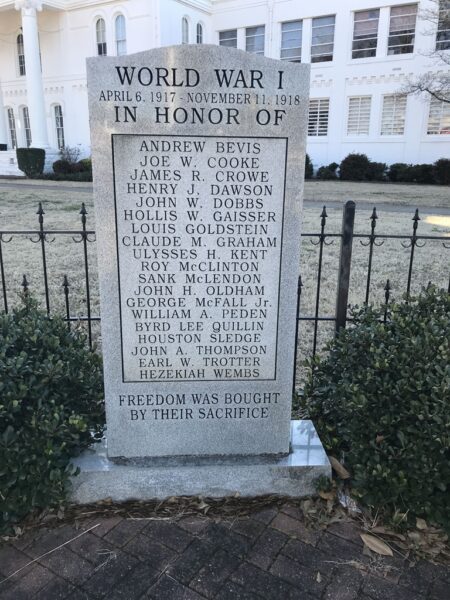 WORLD WAR I
APRIL 6, 1917 - NOVEMBER 11, 1918
IN HONOR OF
ANDREW BEVIS
JOE W. COOKE
JAMES R. CROWE
HENRY J. DAWSON
JOHN W. DOBBS
HOLLIS W. GAISSER
LOUIS GOLDSTEIN
CLAUDE M. GRAHAM
ULYSSES H. KENT
ROY McCLINTON
SANK McLENDON
JOHN H. OLDHAM
GEORGE McFALL Jr.
WILLIAM A. PEDEN
BYRD LEE QUILLIN
HOUSTON SLEDGE
JOHN A. THOMPSON
EARL W. TROTTER
HEZEKIAH WEMBS
FREEDOM WAS BOUGHT
BY THEIR SACRIFICE